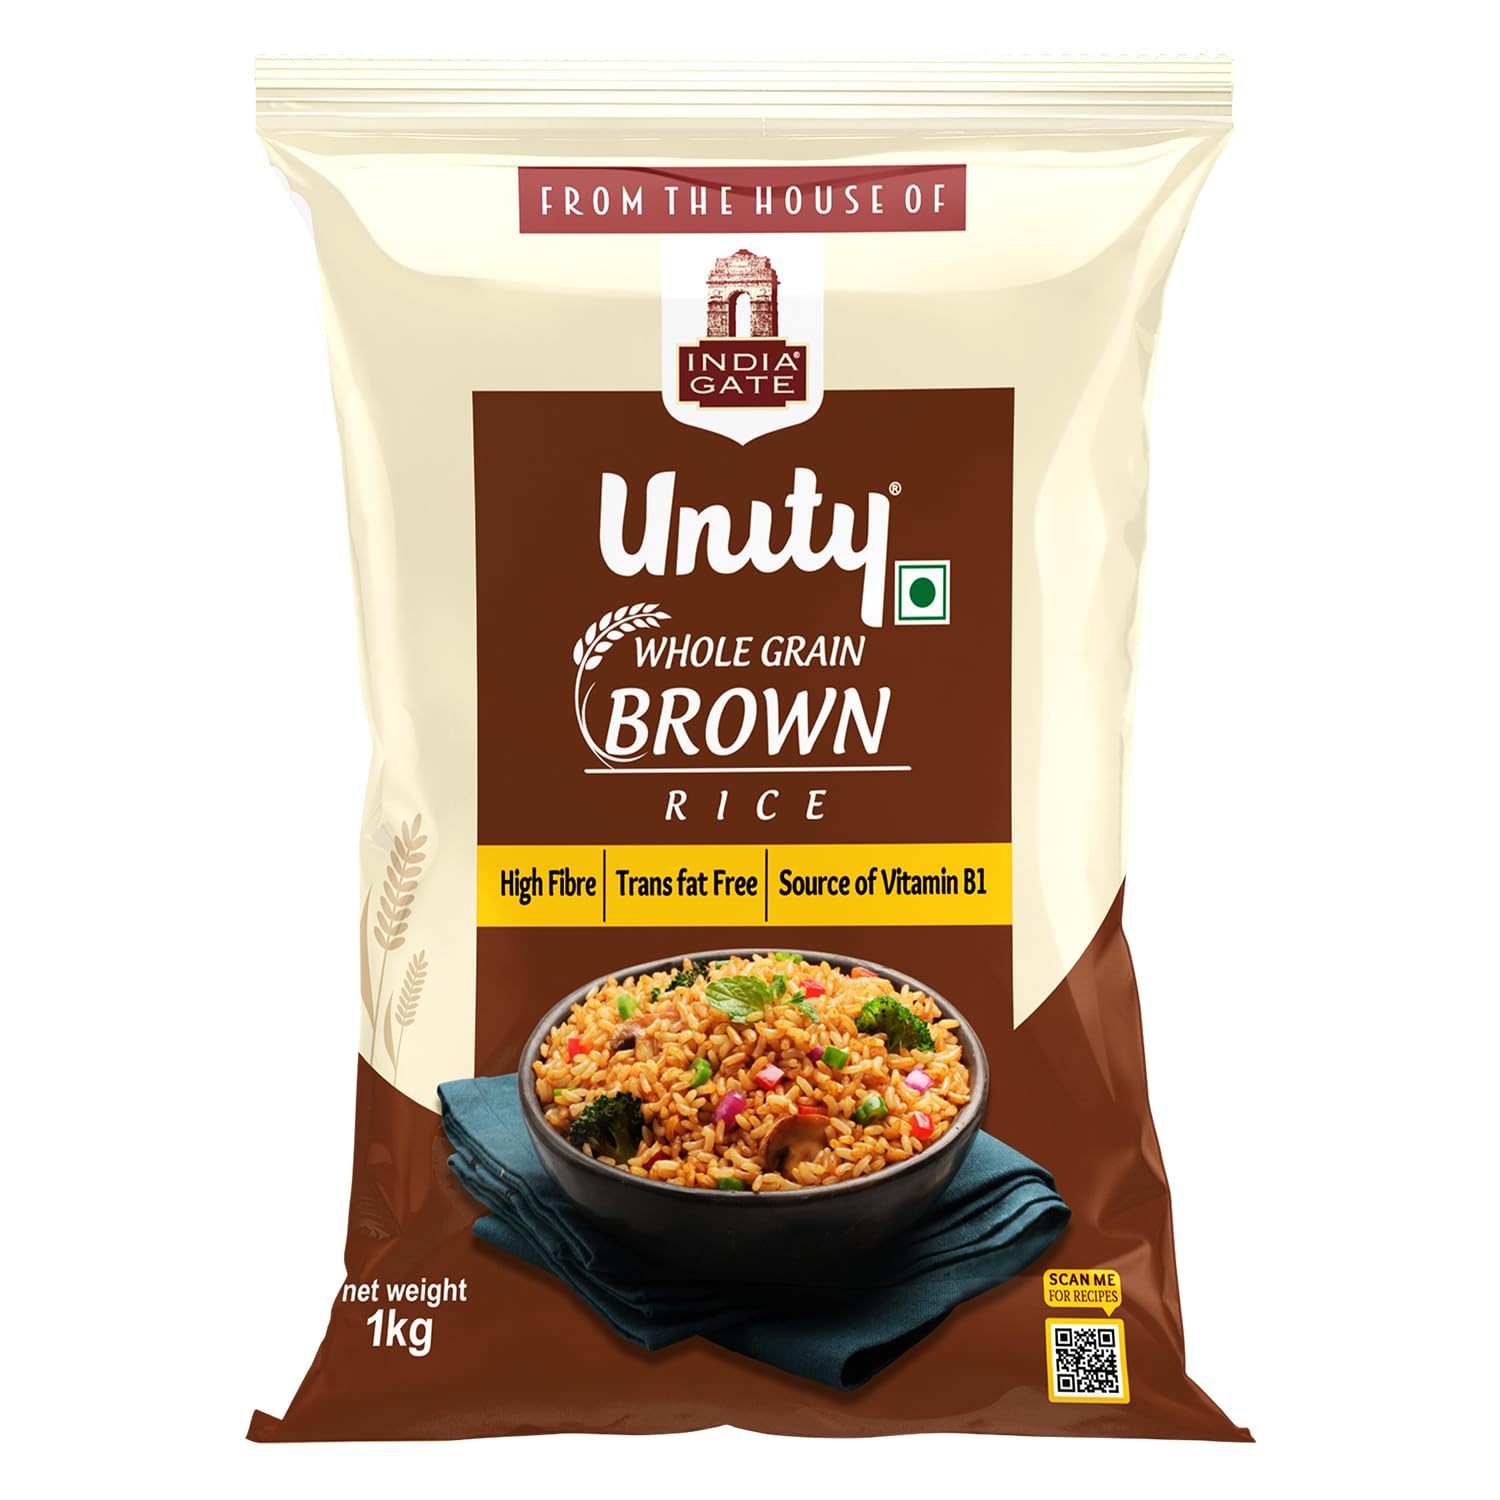 FROM THE HOUSE OF
INDIA®
GATE
Unity®
WHOLE GRAIN
BROWN
RICE
High Fibre | Trans fat Free | Source of Vitamin B1
net weight
1kg
SCAN ME
FOR RECIPES